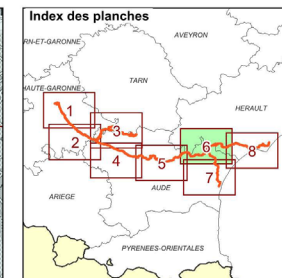 Index des planches
AVEYRON
RN-ET-GARONNE
TARN
HAUTE-GARONNE
HERAULT
1
3
2
4
5
6
8
7
AUDE
ARIEGE
PYRENEES-ORIENTALES